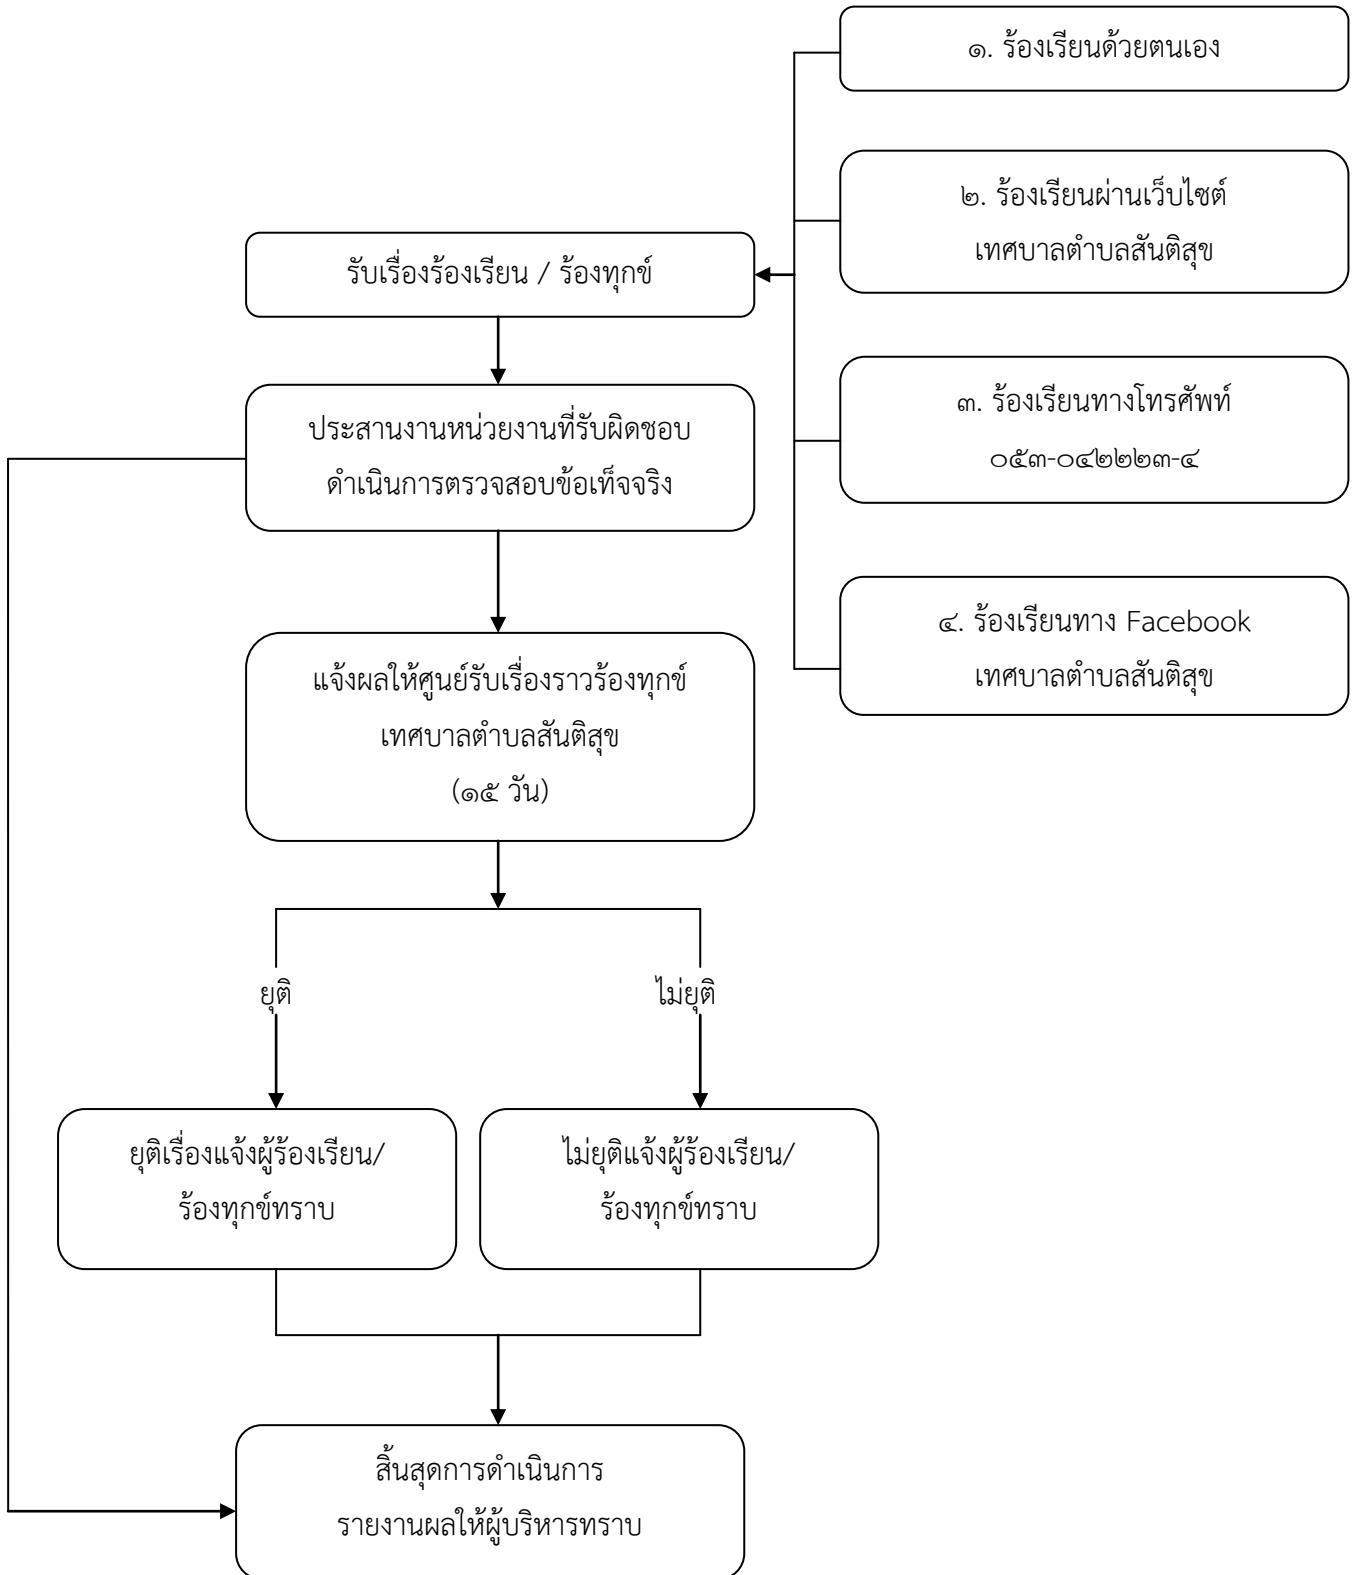 ๑. ร้องเรียนด้วยตนเอง
๒. ร้องเรียนผ่านเว็บไซต์
เทศบาลตำบลสันติสุข
รับเรื่องร้องเรียน / ร้องทุกข์
๓. ร้องเรียนทางโทรศัพท์
๐๕๓-๐๔๒๒๒๓-๔
ประสานงานหน่วยงานที่รับผิดชอบ
ดำเนินการตรวจสอบข้อเท็จจริง
๔. ร้องเรียนทาง Facebook
เทศบาลตำบลสันติสุข
แจ้งผลให้ศูนย์รับเรื่องราวร้องทุกข์
เทศบาลตำบลสันติสุข
(๑๕ วัน)
ยุติ
ไม่ยุติ
ยุติเรื่องแจ้งผู้ร้องเรียน/
ร้องทุกข์ทราบ
ไม่ยุติแจ้งผู้ร้องเรียน/
ร้องทุกข์ทราบ
สิ้นสุดการดำเนินการ
รายงานผลให้ผู้บริหารทราบ